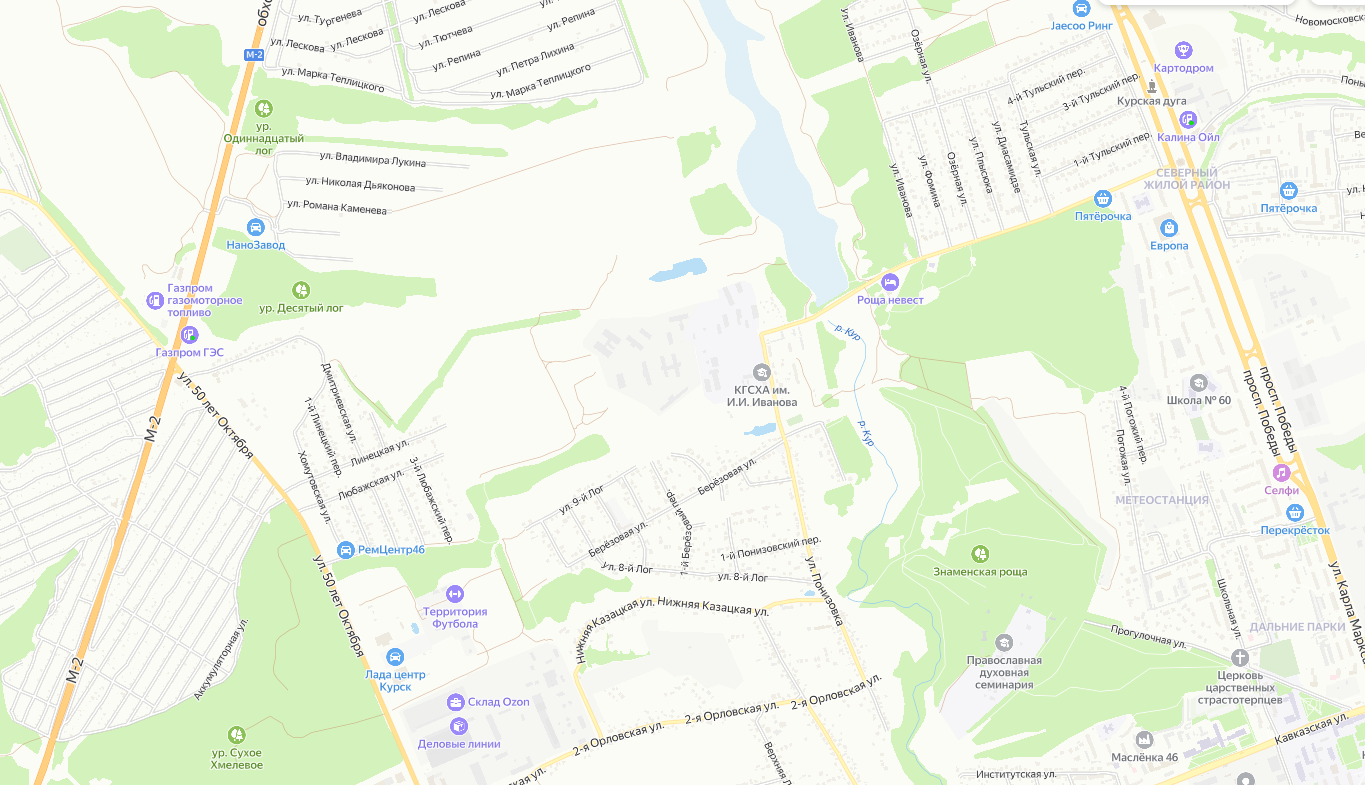 обхо
ул. Тургенева
ул. Лескова
ул. Лескова
ул. Лескова
ул. Тютчева
ул. Репина
ул. Репина
ул. Петра Лихина
ул. Марка Теплицкого
ул. Марка Теплицкого
М-2
ул. Иванова
Озёрная ул.
Jaecoo Ринг
Новомосковска
Картодром
Курская дуга
Калина Ойл
4-й Тульский пер.
3-й Тульский пер.
1-й Тульский пер.
Тульская ул.
ул. Диасамидзе
ул. Плысюка
Озёрная ул.
ул. Фомина
ул. Иванова
СЕВЕРНЫЙ
ЖИЛОЙ РАЙОН
Пятёрочка
Пятёрочка
Европа
ур.
Одиннадцатый
лог
ул. Владимира Лукина
ул. Николая Дьяконова
ул. Романа Каменева
НаноЗавод
Газпром
газомоторное
топливо
ур. Десятый лог
Газпром ГЭС
Роща невест
р. Кур
р. Кур
КГСХА им.
И.И. Иванова
Школа № 60
просп. Победы
просп. Победы
4-й Погожий пер.
Погожая ул.
МЕТЕОСТАНЦИЯ
Селфи
Перекрёсток
ул. 50 лет Октября
М-2
Дмитриевская ул.
1-й Линецкий пер.
Линецкая ул.
Хомутовская ул.
Любажская ул.
3-й Любажский пер.
РемЦентр46
ул. 9-й Лог
Берёзовая ул.
Берёзовая ул.
1-й Берёзовый пер.
1-й Понизовский пер.
ул. 8-й Лог
ул. 8-й Лог
ул. Понизовка
Знаменская роща
ул. 50 лет Октября
Территория
Футбола
Нижняя Казацкая
ул. Нижняя Казацкая ул.
ул. Карла Маркса
Школьная ул.
ДАЛЬНИЕ ПАРКИ
Прогулочная ул.
Православная
духовная
семинария
Церковь
царственных
страстотерпцев
М-2
Аккумуляторная ул.
Лада центр
Курск
Склад Ozon
Деловые линии
2-я Орловская ул.
2-я Орловская ул.
2-я Орловская ул.
ская ул.
Верхняя
Кавказская ул.
Маслёнка 46
Институтская ул.
ур. Сухое
Хмелевое